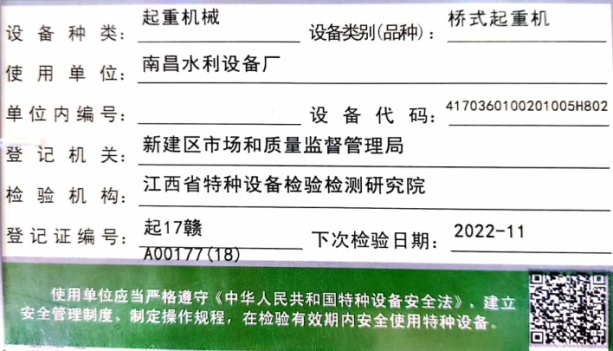 设备种类： 起重机械 设备类别(品种)： 桥式起重机
使用单位： 南昌水利设备厂
单位内编号： 设备代码： 4170360100201005H802
登记机关： 新建区市场和质量监督管理局
检验机构： 江西省特种设备检验检测研究院
登记证编号： 起17赣 下次检验日期： 2022-11
A00177(18)
使用单位应当严格遵守《中华人民共和国特种设备安全法》、建立
安全管理制度、制定操作规程，在检验有效期内安全使用特种设备。